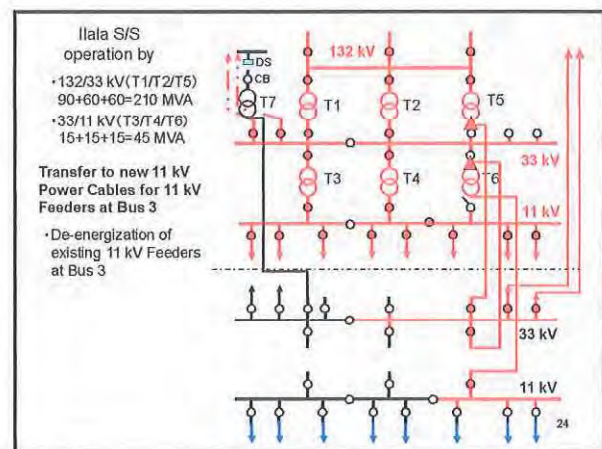 Ilala S/S
operation by
・132/33 kV(T1/T2/T5)
90+60+60=210 MVA
・33/11 kV(T3/T4/T6)
15+15+15=45 MVA
Transfer to new 11 kV
Power Cables for 11 kV
Feeders at Bus 3
・De-energization of
existing 11 kV Feeders
at Bus 3
132 kV
DS
CB
T7
T1
T2
T5
33 kV
T3
T4
T6
11 kV
33 kV
11 kV
24